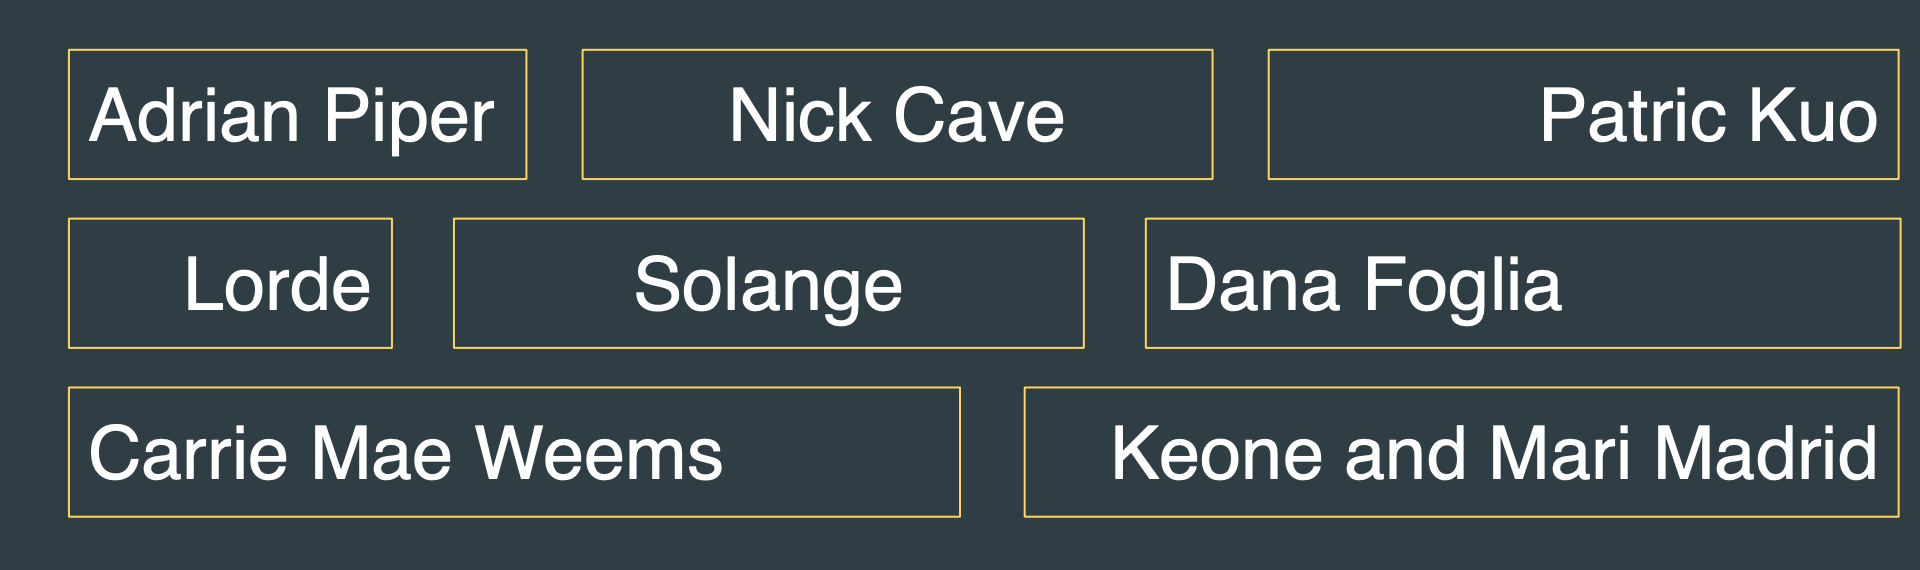 Adrian Piper
Nick Cave
Patric Kuo
Lorde
Solange
Dana Foglia
Carrie Mae Weems
Keone and Mari Madrid